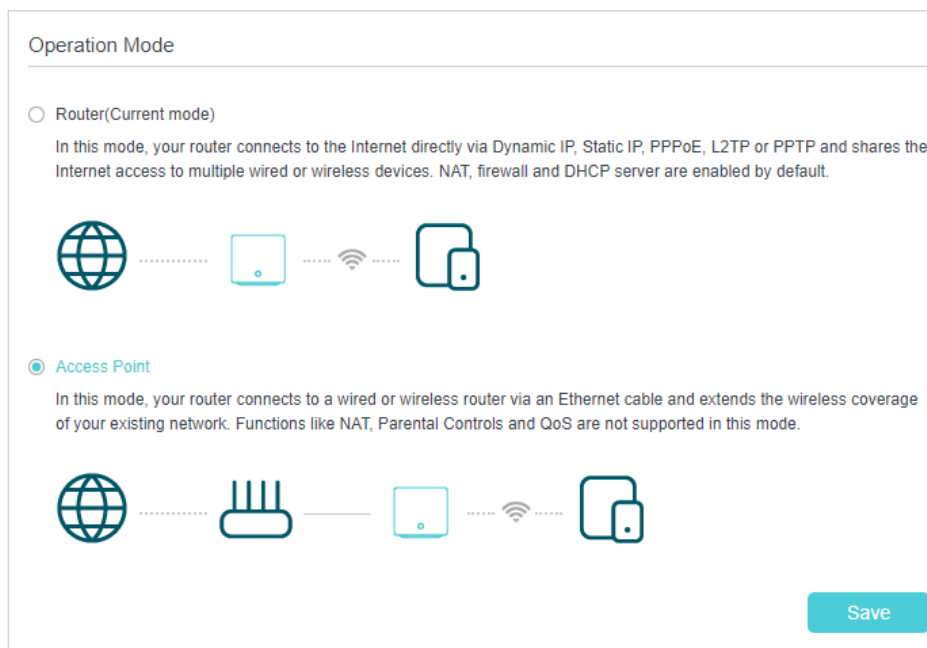 Operation Mode
Router(Current mode)
In this mode, your router connects to the Internet directly via Dynamic IP, Static IP, PPPoE, L2TP or PPTP and shares the
Internet access to multiple wired or wireless devices. NAT, firewall and DHCP server are enabled by default.
Access Point
In this mode, your router connects to a wired or wireless router via an Ethernet cable and extends the wireless coverage
of your existing network. Functions like NAT, Parental Controls and QoS are not supported in this mode.
Save